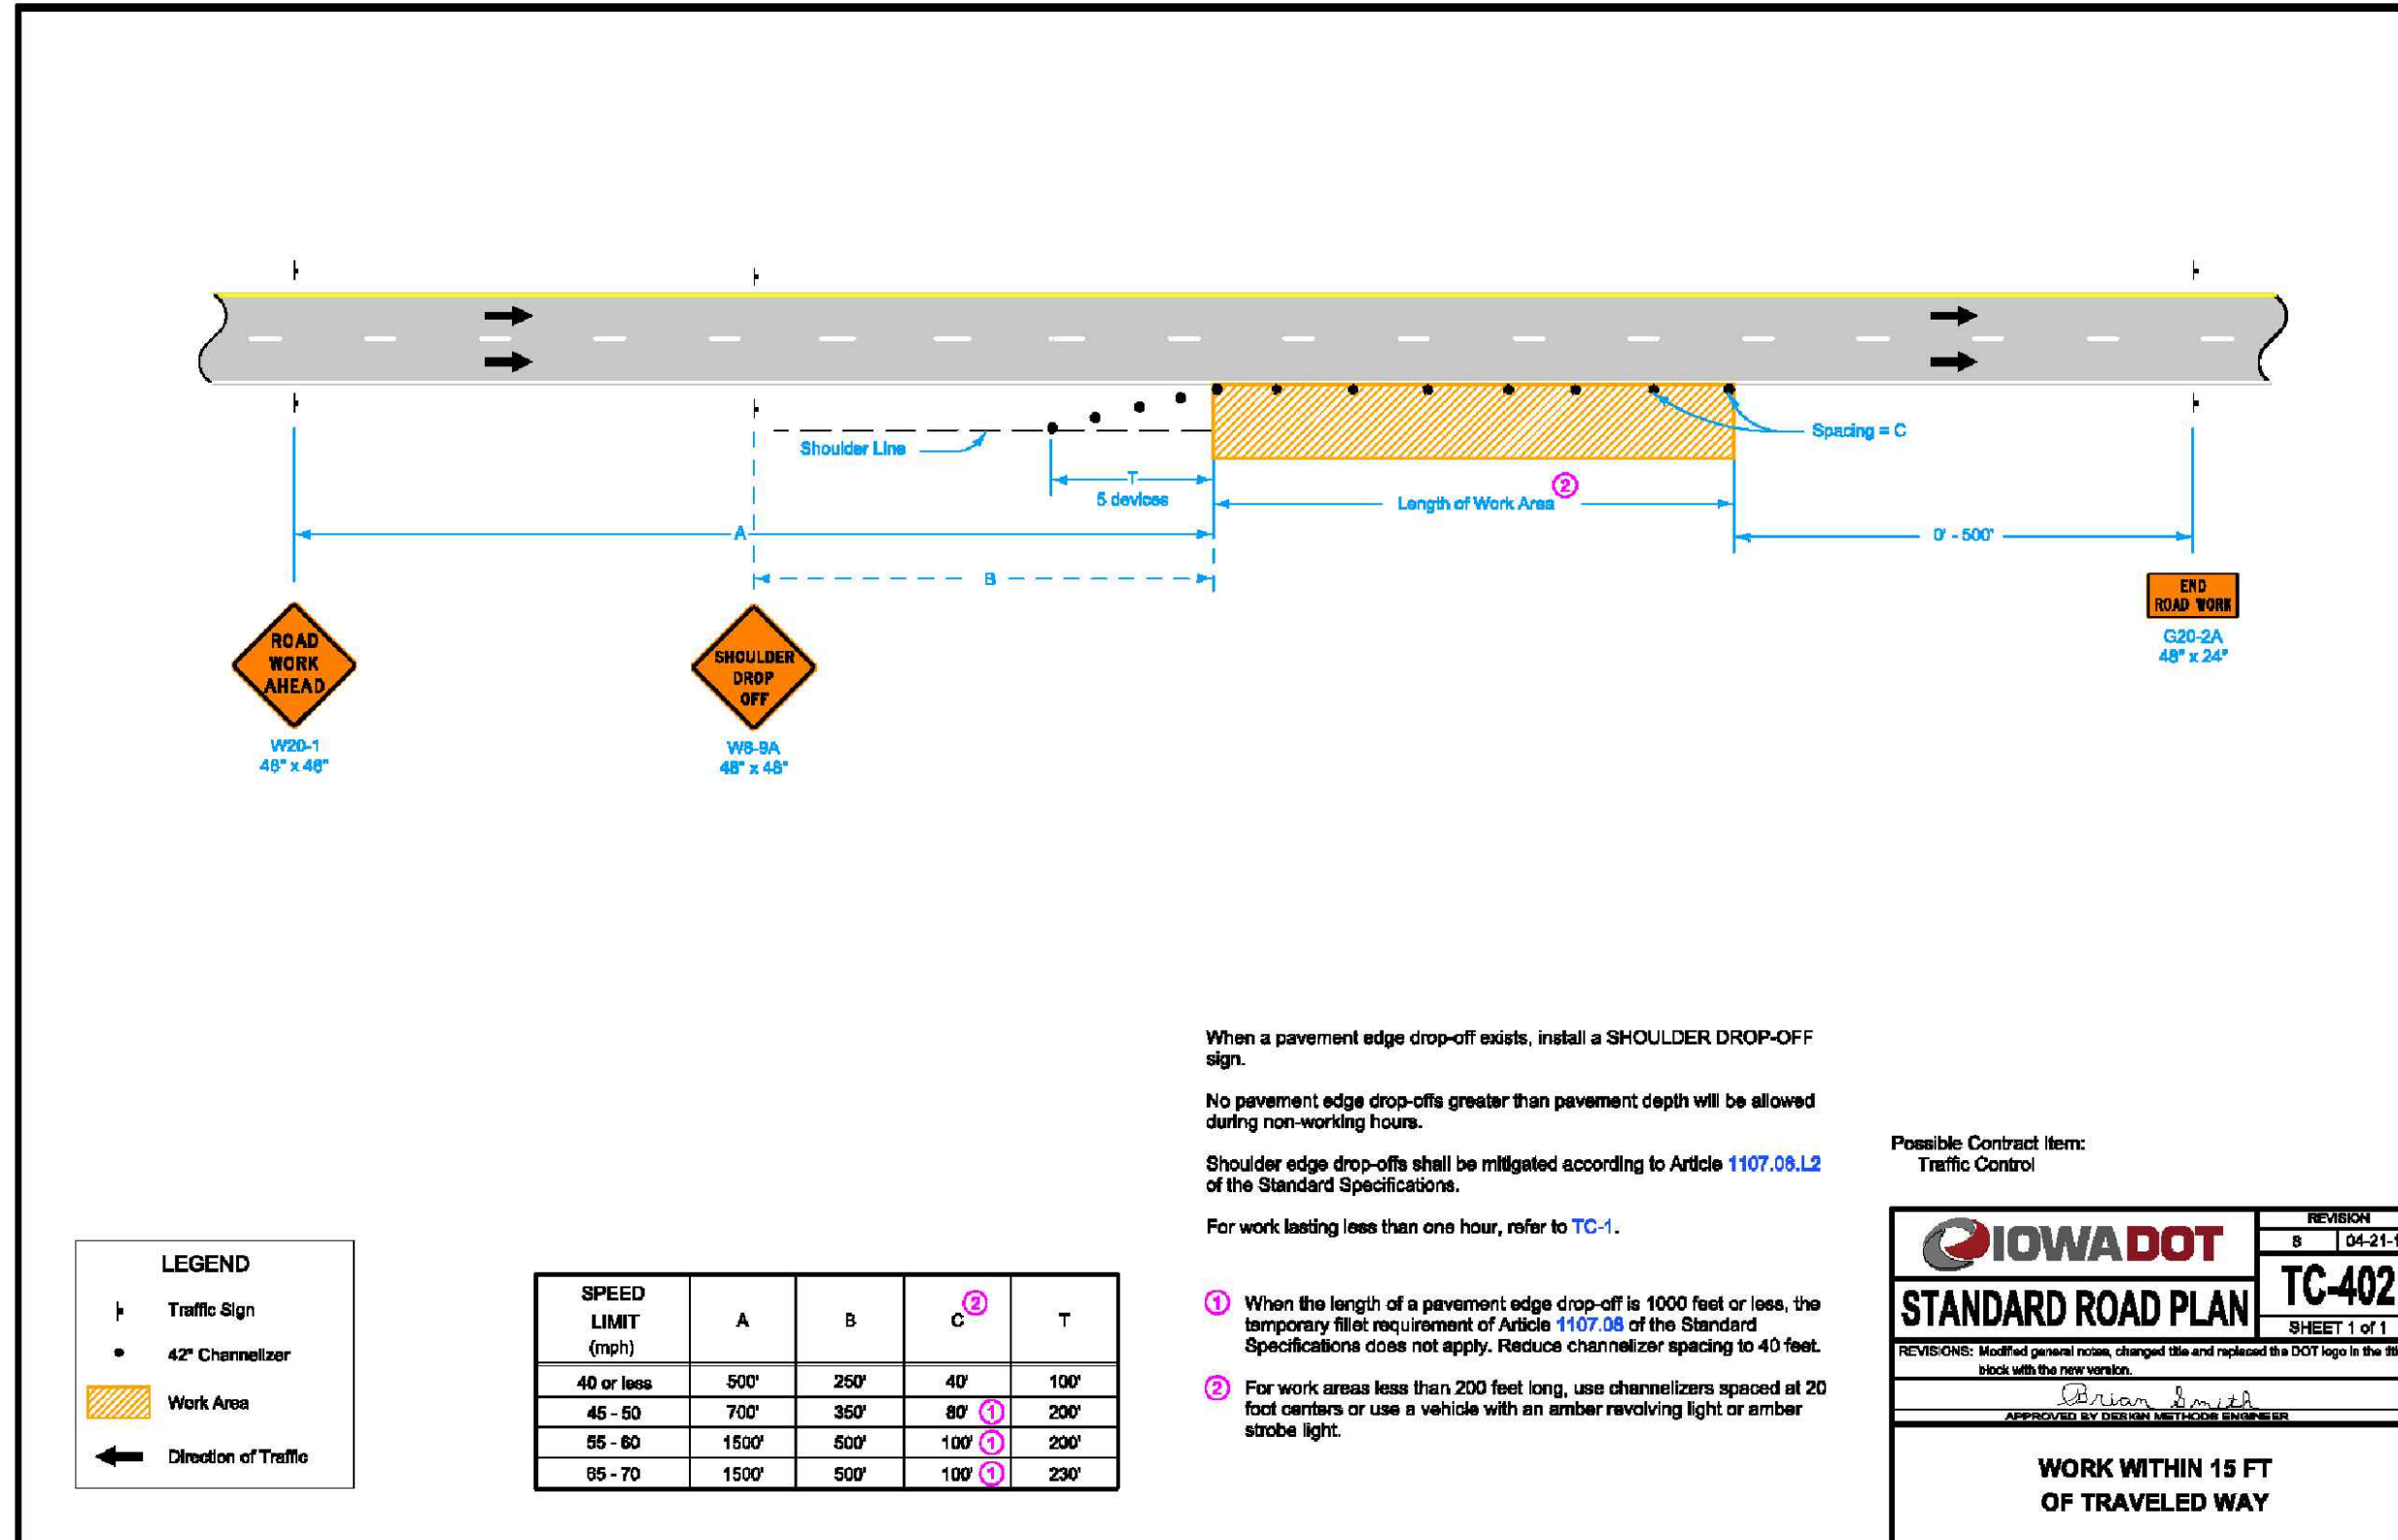 Shoulder Line
Spacing = C
T
5 devices
2
Length of Work Area
A
0' - 500'
B
ROAD
WORK
AHEAD
W20-1
48" x 48"
SHOULDER
DROP
OFF
W8-9A
48" x 48"
END
ROAD WORK
G20-2A
48" x 24"
When a pavement edge drop-off exists, install a SHOULDER DROP-OFF
sign.
No pavement edge drop-offs greater than pavement depth will be allowed
during non-working hours.
Shoulder edge drop-offs shall be mitigated according to Article 1107.08.L2
of the Standard Specifications.
For work lasting less than one hour, refer to TC-1.
1 When the length of a pavement edge drop-off is 1000 feet or less, the
temporary fillet requirement of Article 1107.08 of the Standard
Specifications does not apply. Reduce channelizer spacing to 40 feet.
2 For work areas less than 200 feet long, use channelizers spaced at 20
foot centers or use a vehicle with an amber revolving light or amber
strobe light.
LEGEND
Traffic Sign
42" Channelizer
Work Area
Direction of Traffic
SPEED LIMIT (mph) A B C 2 T
40 or less 500' 250' 40' 100'
45 - 50 700' 350' 80' 1 200'
55 - 60 1500' 500' 100' 1 200'
65 - 70 1500' 500' 100' 1 230'
Possible Contract Item:
Traffic Control
IOWADOT
STANDARD ROAD PLAN
REVISION
04-21-1
TC-402
SHEET 1 of 1
REVISIONS: Modified general notes, changed title and replaced the DOT logo in the
block with the new version.
Brian Smith
APPROVED BY DESIGN METHODS ENGINEER
WORK WITHIN 15 FT
OF TRAVELED WAY